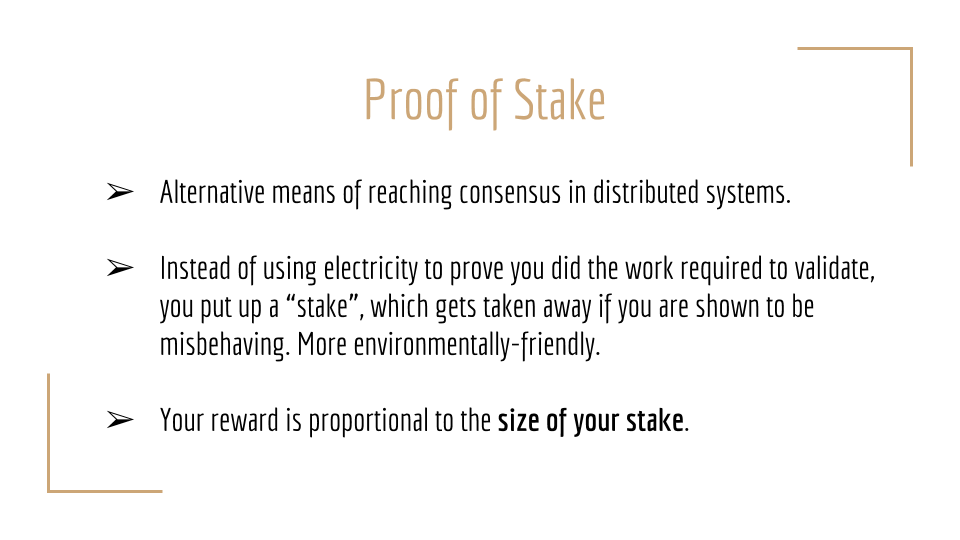 Proof of Stake
➢ Alternative means of reaching consensus in distributed systems.
➢ Instead of using electricity to prove you did the work required to validate,
you put up a “stake”, which gets taken away if you are shown to be
misbehaving. More environmentally-friendly.
➢ Your reward is proportional to the size of your stake.